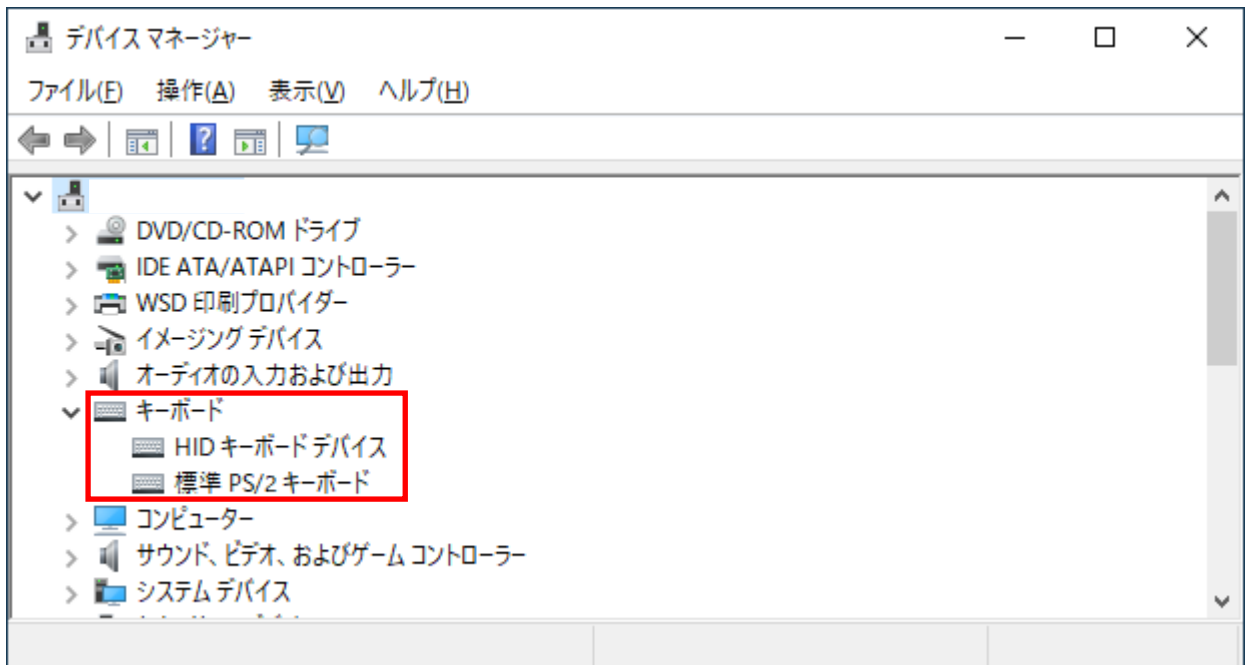 デバイス マネージャー
ファイル(F) 操作(A) 表示(V) ヘルプ(H)
DVD/CD-ROM ドライブ
IDE ATA/ATAPI コントローラー
WSD 印刷プロバイダー
イメージング デバイス
オーディオの入力および出力
キーボード
HID キーボード デバイス
標準 PS/2 キーボード
コンピューター
サウンド、ビデオ、およびゲーム コントローラー
システム デバイス